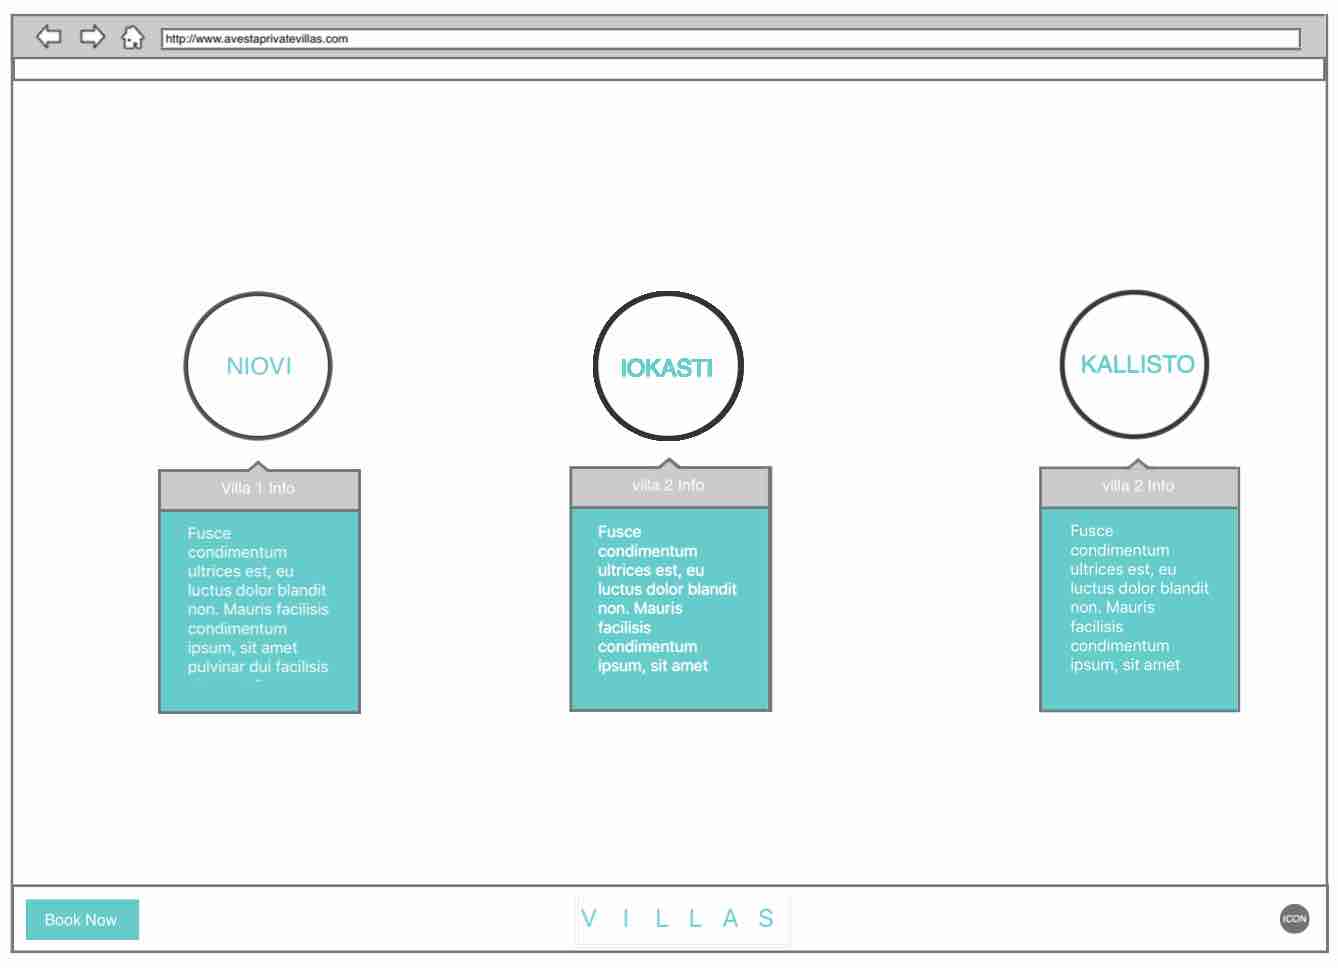 http://www.avestaprivatevillas.com
NIOVI
IOKASTI
KALLISTO
Villa 1 Info
Fusce
condimentum
ultrices est, eu
luctus dolor blandit
non. Mauris facilisis
condimentum
ipsum, sit amet
pulvinar dui facilisis
villa 2 Info
Fusce
condimentum
ultrices est, eu
luctus dolor blandit
non. Mauris
facilisis
condimentum
ipsum, sit amet
villa 2 Info
Fusce
condimentum
ultrices est, eu
luctus dolor blandit
non. Mauris
facilisis
condimentum
ipsum, sit amet
Book Now
V I L L A S
ICON